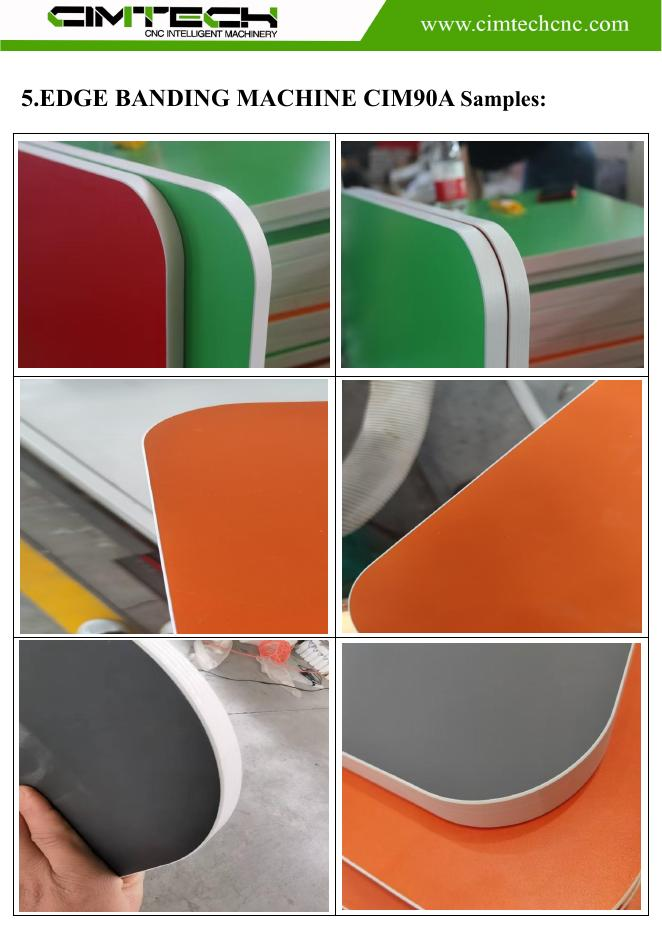 CIMTECH
CNC INTELLIGENT MACHINERY
www.cimtechcnc.com
5.EDGE BANDING MACHINE CIM90A Samples: